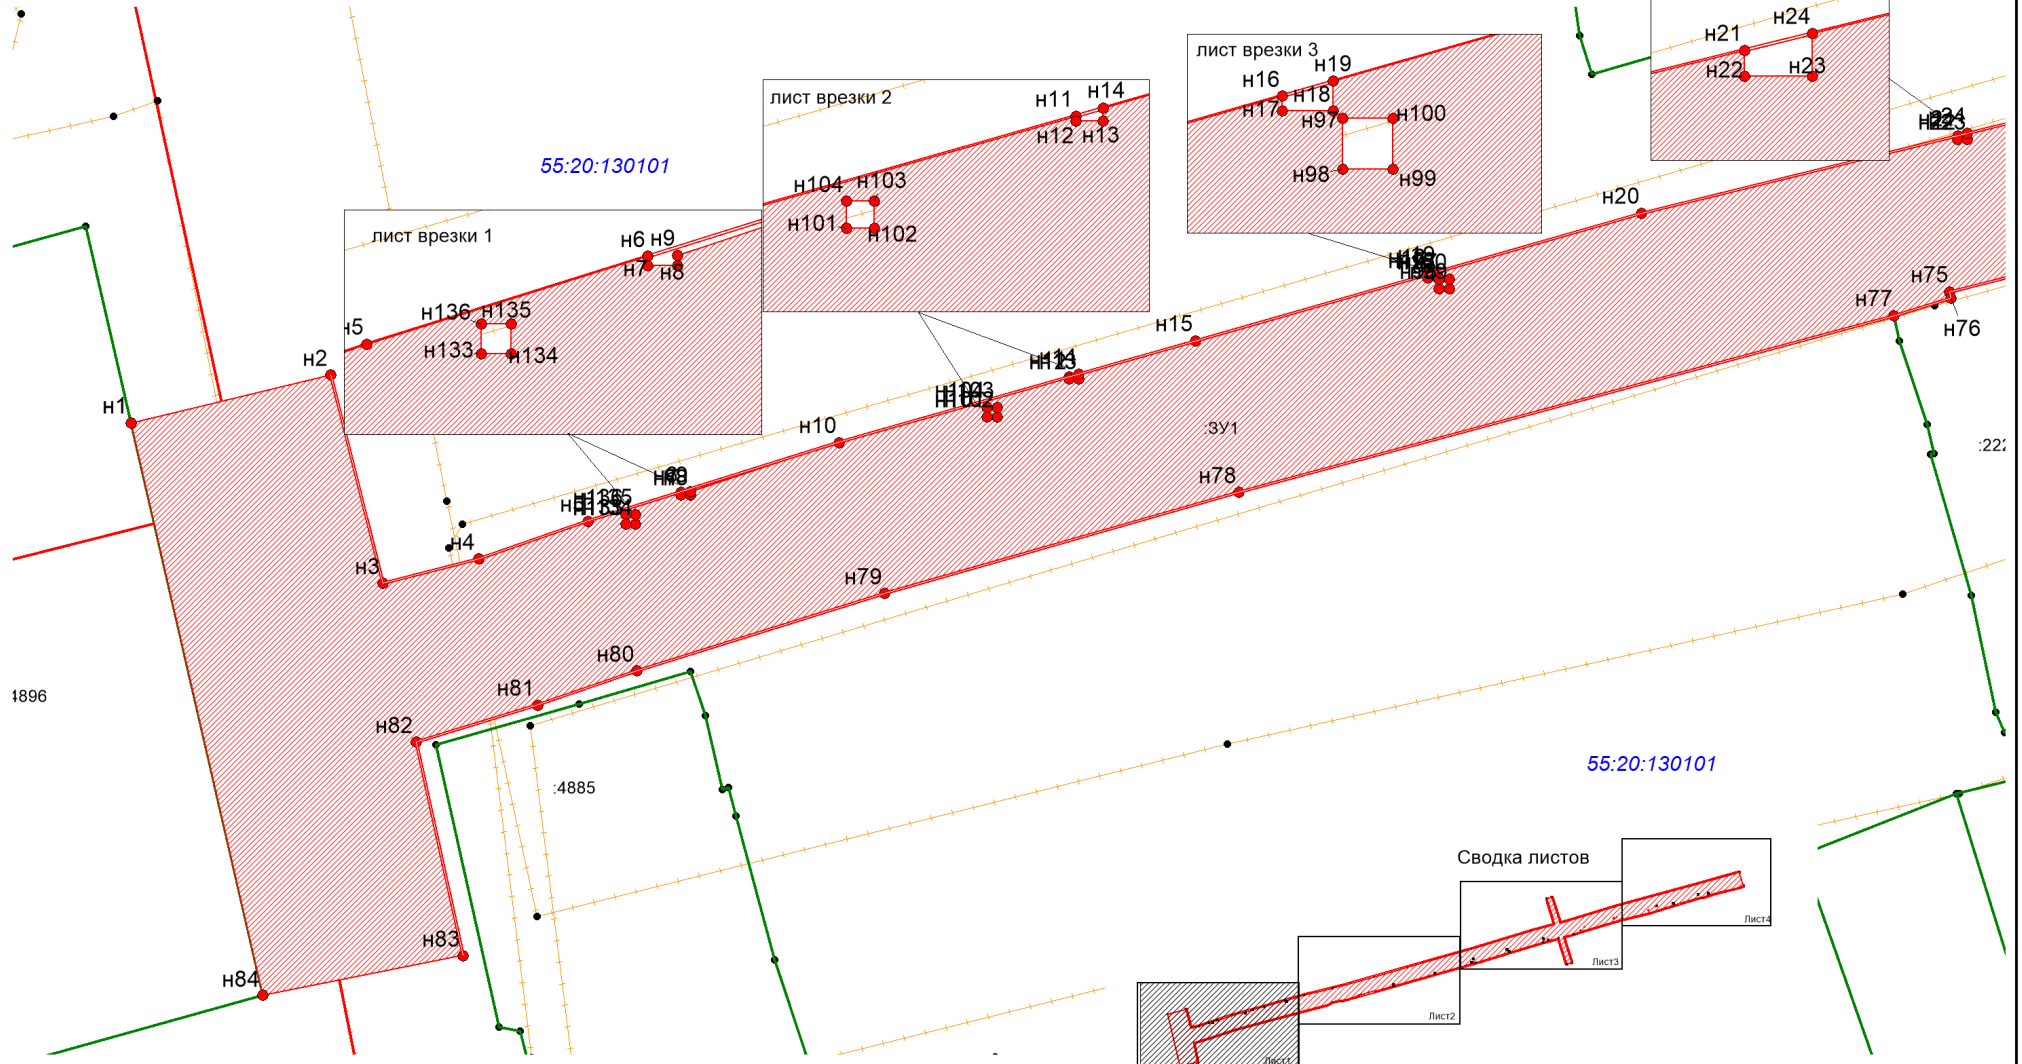 н24
н21
н22
н23
лист врезки 3
н19
н16
н18
н17
н97
н100
н98
н99
лист врезки 2
н14
н11
н12
н13
н104
н103
н101
н102
55:20:130101
лист врезки 1
н6
н9
н7
н8
н136
н135
н133
н134
н5
н20
н75
н77
н76
н2
н1
н15
н10
:ЗУ1
н78
н4
н3
н79
н80
н81
н82
:4885
н83
н84
55:20:130101
Сводка листов
Лист4
Лист3
Лист2
Лист1